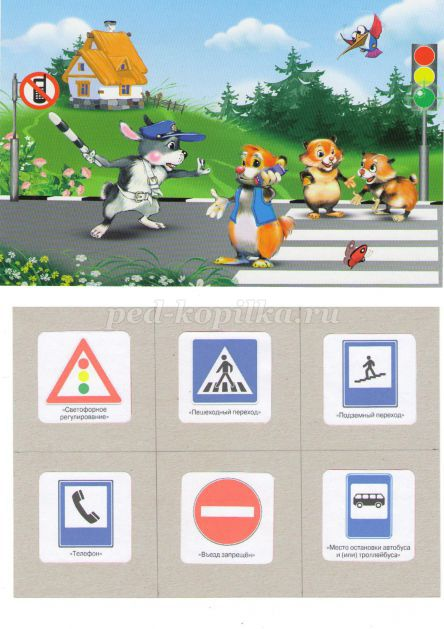 ped-kopilka.ru
«Светофорное
регулирование»
«Пешеходный переход»
«Подземный переход»
«Телефон»
«Въезд запрещён»
«Место остановки автобуса
и (или) троллейбуса»